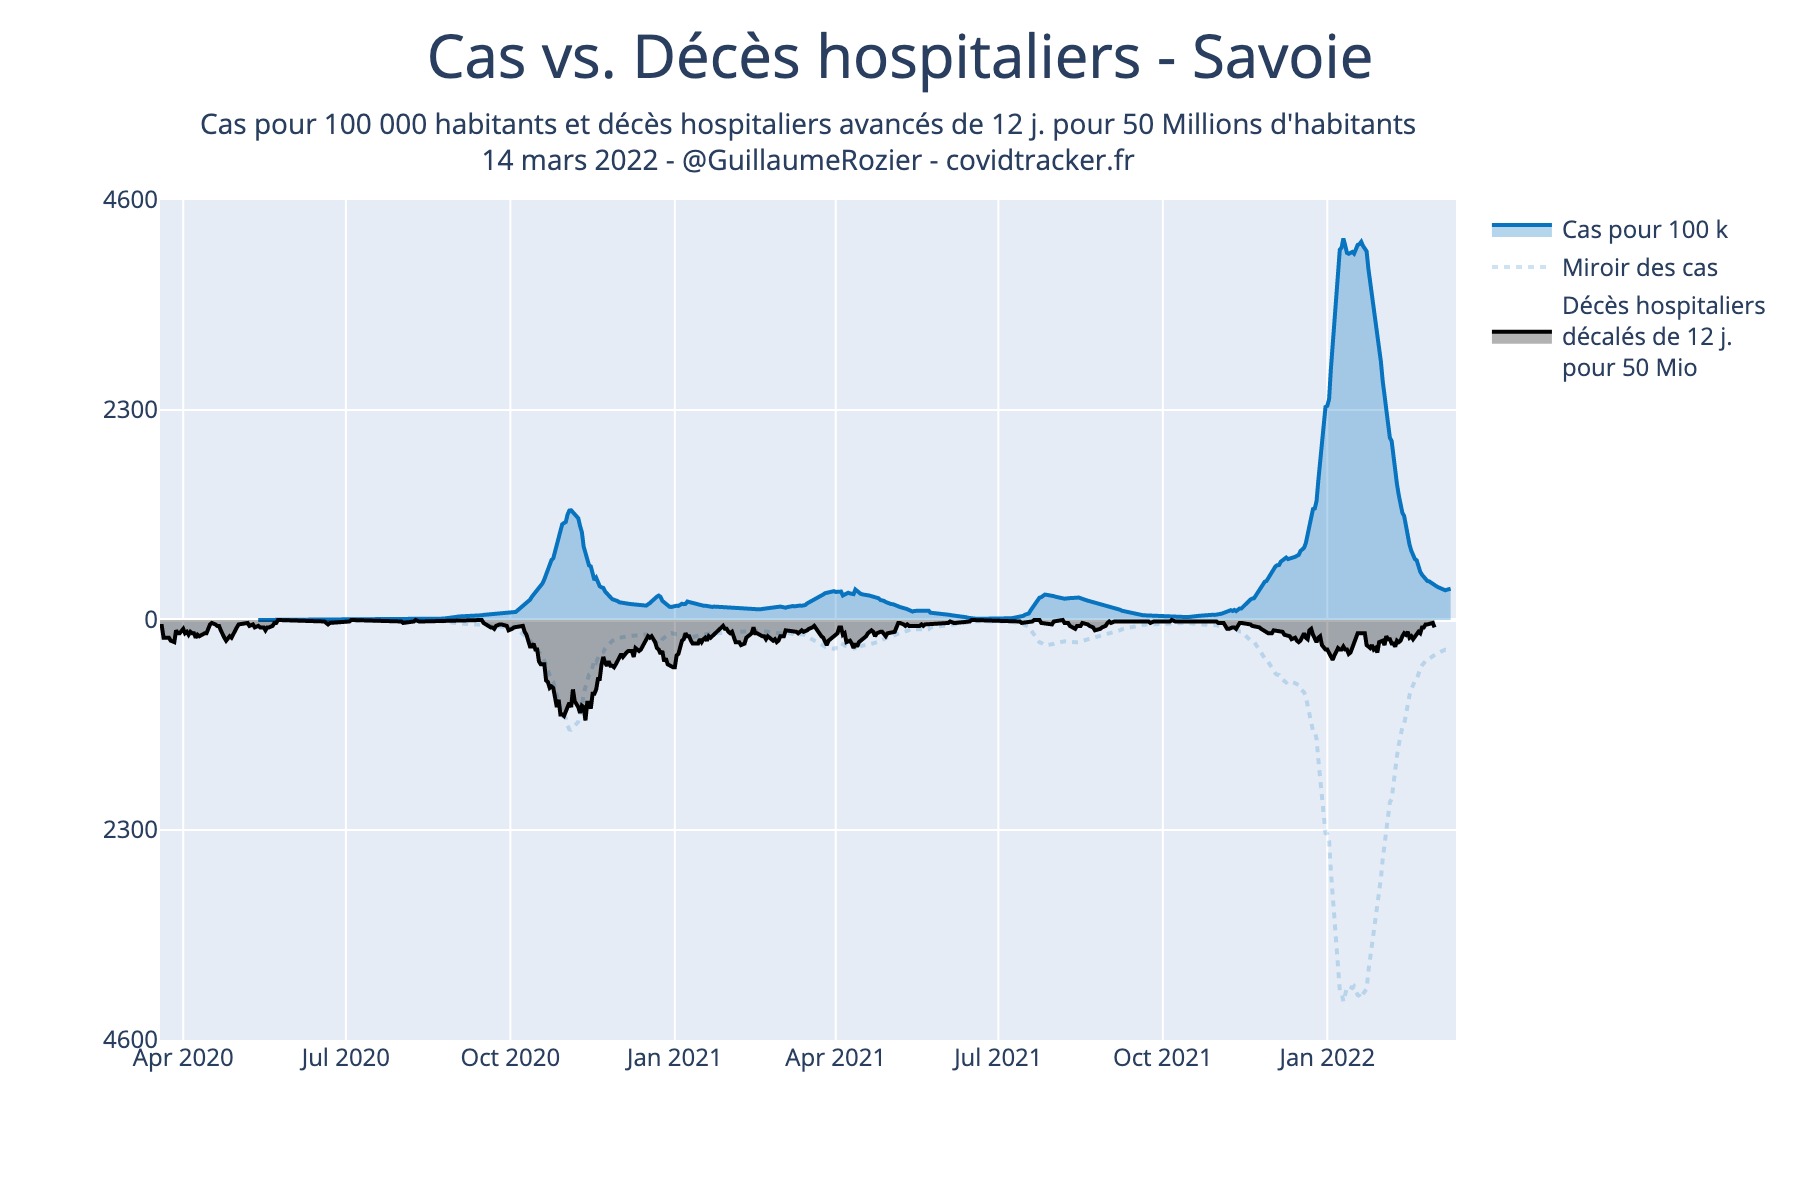 Cas vs. Décès hospitaliers - Savoie
Cas pour 100 000 habitants et décès hospitaliers avancés de 12 j. pour 50 Millions d'habitants
14 mars 2022 - @GuillaumeRozier - covidtracker.fr
4600
2300
0
2300
4600
Apr 2020
Jul 2020
Oct 2020
Jan 2021
Apr 2021
Jul 2021
Oct 2021
Jan 2022
Cas pour 100 k
Miroir des cas
Décès hospitaliers
décalés de 12 j.
pour 50 Mio